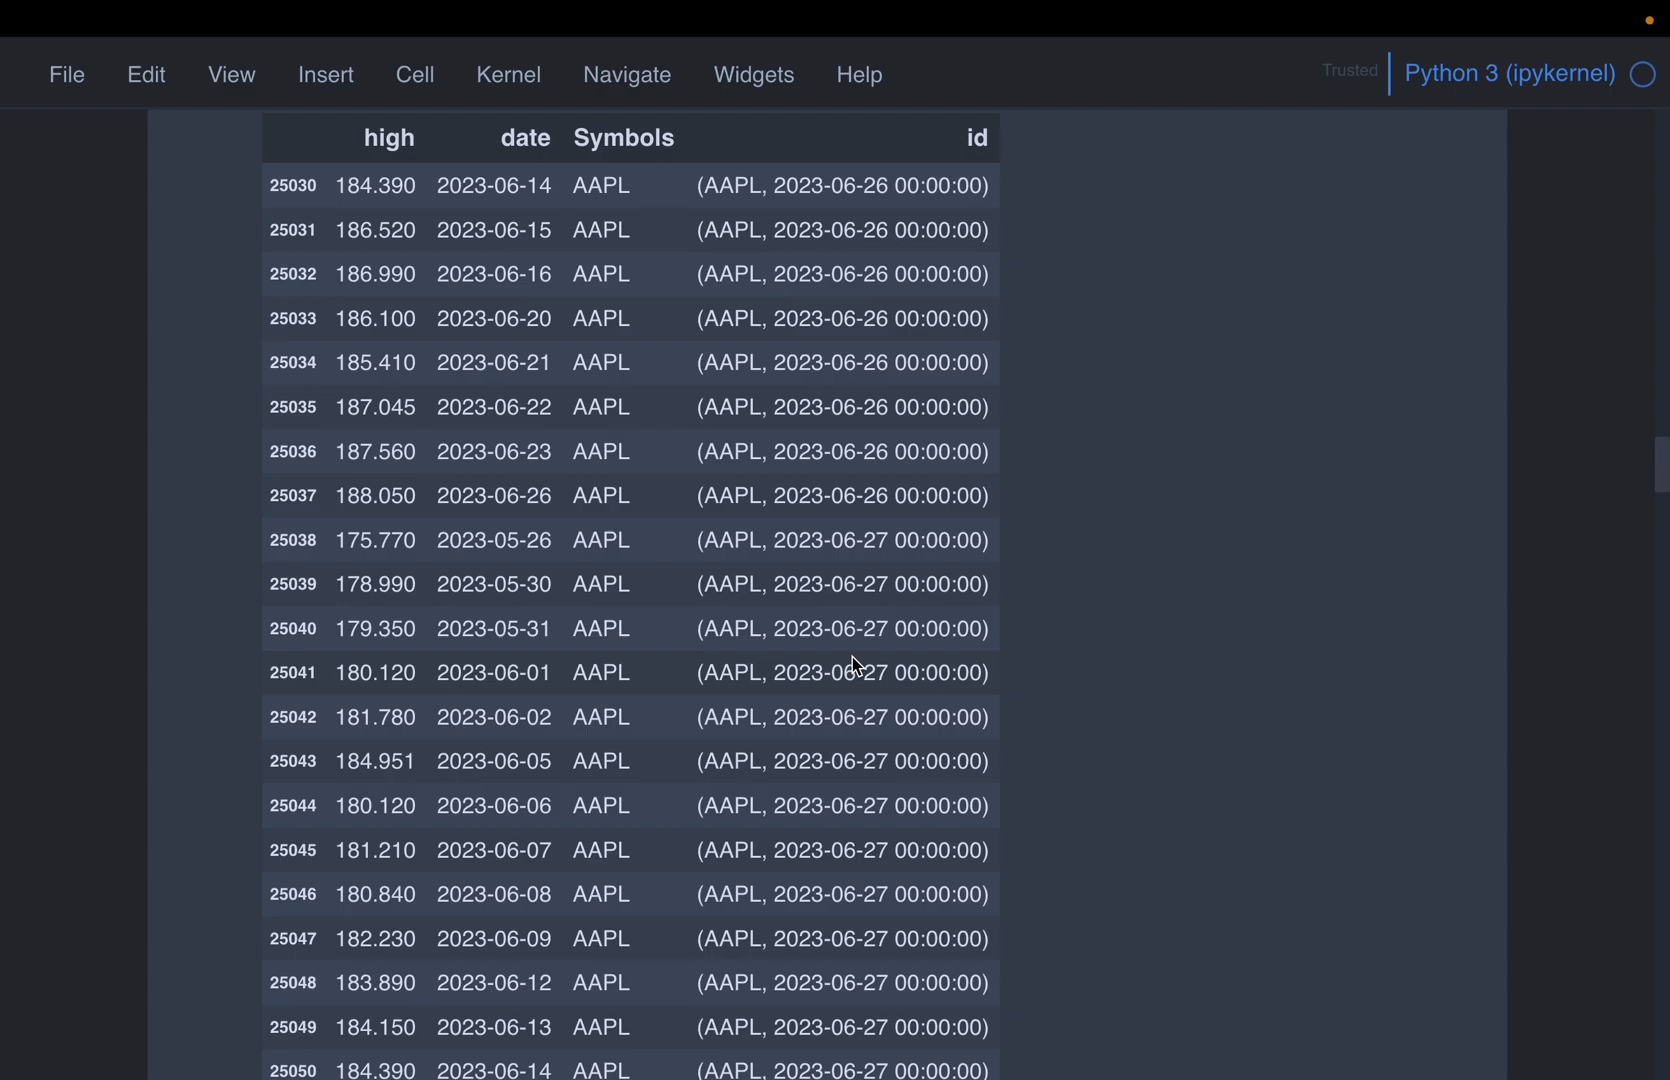 File Edit View Insert Cell Kernel Navigate Widgets Help Trusted Python 3 (ipykernel)
high date Symbols id
25030 184.390 2023-06-14 AAPL (AAPL, 2023-06-26 00:00:00)
25031 186.520 2023-06-15 AAPL (AAPL, 2023-06-26 00:00:00)
25032 186.990 2023-06-16 AAPL (AAPL, 2023-06-26 00:00:00)
25033 186.100 2023-06-20 AAPL (AAPL, 2023-06-26 00:00:00)
25034 185.410 2023-06-21 AAPL (AAPL, 2023-06-26 00:00:00)
25035 187.045 2023-06-22 AAPL (AAPL, 2023-06-26 00:00:00)
25036 187.560 2023-06-23 AAPL (AAPL, 2023-06-26 00:00:00)
25037 188.050 2023-06-26 AAPL (AAPL, 2023-06-26 00:00:00)
25038 175.770 2023-05-26 AAPL (AAPL, 2023-06-27 00:00:00)
25039 178.990 2023-05-30 AAPL (AAPL, 2023-06-27 00:00:00)
25040 179.350 2023-05-31 AAPL (AAPL, 2023-06-27 00:00:00)
25041 180.120 2023-06-01 AAPL (AAPL, 2023-06-27 00:00:00)
25042 181.780 2023-06-02 AAPL (AAPL, 2023-06-27 00:00:00)
25043 184.951 2023-06-05 AAPL (AAPL, 2023-06-27 00:00:00)
25044 180.120 2023-06-06 AAPL (AAPL, 2023-06-27 00:00:00)
25045 181.210 2023-06-07 AAPL (AAPL, 2023-06-27 00:00:00)
25046 180.840 2023-06-08 AAPL (AAPL, 2023-06-27 00:00:00)
25047 182.230 2023-06-09 AAPL (AAPL, 2023-06-27 00:00:00)
25048 183.890 2023-06-12 AAPL (AAPL, 2023-06-27 00:00:00)
25049 184.150 2023-06-13 AAPL (AAPL, 2023-06-27 00:00:00)
25050 184.390 2023-06-14 AAPL (AAPL, 2023-06-27 00:00:00)